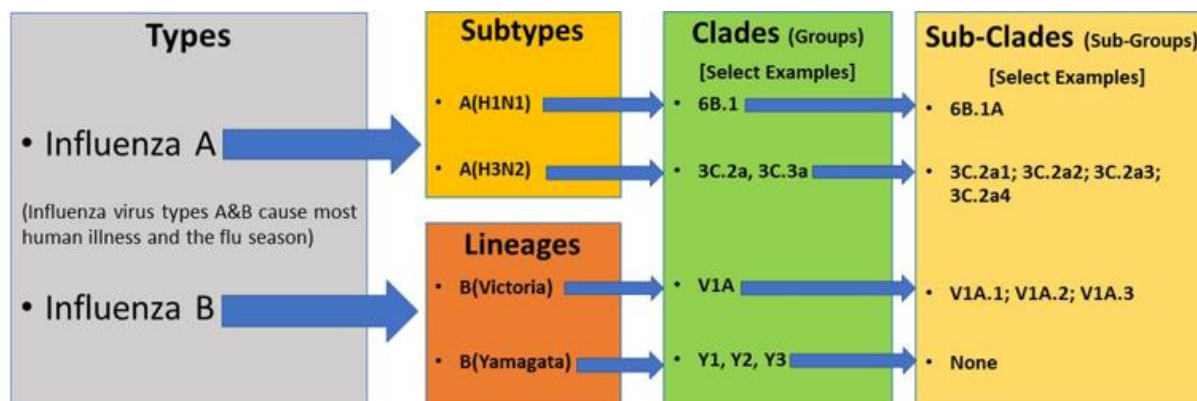 Types
• Influenza A
(Influenza virus types A&B cause most
human illness and the flu season)
• Influenza B
Subtypes
• A(H1N1)
• A(H3N2)
Lineages
• B(Victoria)
• B(Yamagata)
Clades (Groups)
[Select Examples]
• 6B.1
• 3C.2a, 3C.3a
• V1A
• Y1, Y2, Y3
Sub-Clades (Sub-Groups)
[Select Examples]
• 6B.1A
• 3C.2a1; 3C.2a2; 3C.2a3;
3C.2a4
• V1A.1; V1A.2; V1A.3
• None